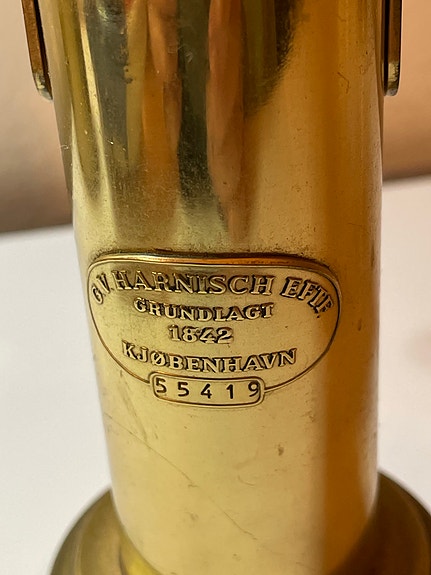 G.V. HARNISCH EFTF.
GRUNDLAGT
1842
KJØBENHAVN
55419